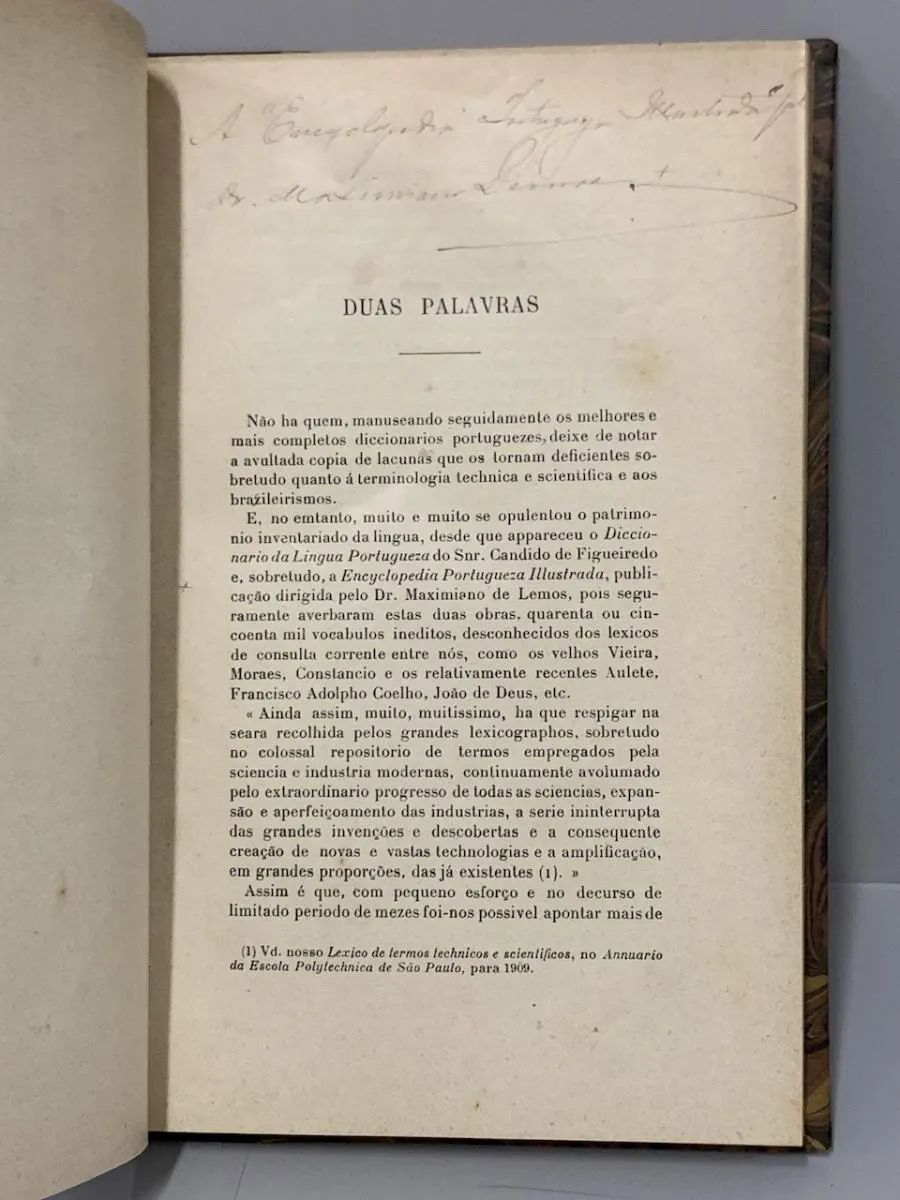 A "Encyclopedia Portugueza Illustrada" pel
Dr. Maximiano Lemos +
DUAS PALAVRAS
Não ha quem, manuseando seguidamente os melhores e
mais completos diccionarios portuguezes, deixe de notar
a avultada copia de lacunas que os tornam deficientes so-
bretudo quanto á terminologia technica e scientifica e aos
brazileirismos.
E, no emtanto, muito e muito se opulentou o patrimo-
nio inventariado da lingua, desde que appareceu o Diccio-
nario da Lingua Portugueza do Snr. Candido de Figueiredo
e, sobretudo, a Encyclopedia Portugueza Illustrada, publi-
cação dirigida pelo Dr. Maximiano de Lemos, pois segu-
ramente averbaram estas duas obras, quarenta ou cin-
coenta mil vocabulos ineditos, desconhecidos dos lexicos
de consulta corrente entre nós, como os velhos Vieira,
Moraes, Constancio e os relativamente recentes Aulete,
Francisco Adolpho Coelho, João de Deus, etc.
« Ainda assim, muito, muitissimo, ha que respigar na
seara recolhida pelos grandes lexicographos, sobretudo
no colossal repositorio de termos empregados pela
sciencia e industria modernas, continuamente avolumado
pelo extraordinario progresso de todas as sciencias, expan-
são e aperfeiçoamento das industrias, a serie ininterrupta
das grandes invenções e descobertas e a consequente
creação de novas e vastas technologias e a amplificação,
em grandes proporções, das já existentes (1). »
Assim é que, com pequeno esforço e no decurso de
limitado periodo de mezes foi-nos possivel apontar mais de
(1) Vd. nosso Lexico de termos technicos e scientificos, no Annuario
da Escola Polytechnica de São Paulo, para 1909.